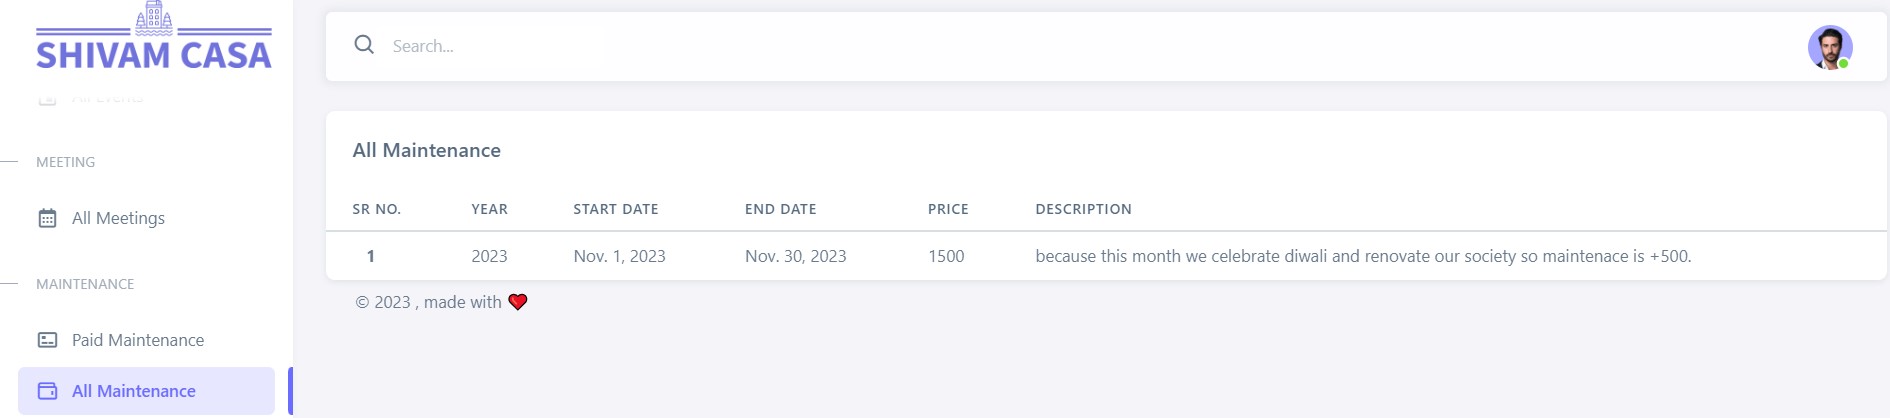 SHIVAM CASA
All Events
MEETING
All Meetings
MAINTENANCE
Paid Maintenance
All Maintenance
Search...
All Maintenance
SR NO. YEAR START DATE END DATE PRICE DESCRIPTION
1 2023 Nov. 1, 2023 Nov. 30, 2023 1500 because this month we celebrate diwali and renovate our society so maintenace is +500.
© 2023 , made with